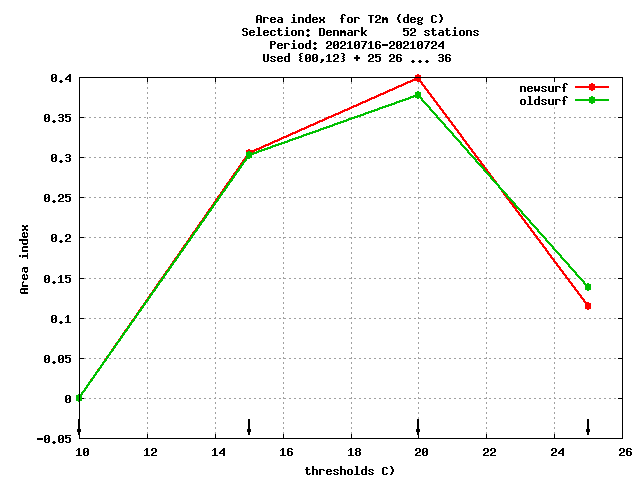 Area index  for T2m (deg C)
Selection: Denmark     52 stations
Period: 20210716-20210724
Used {00,12} + 25 26 ... 36
newsurf
oldsurf
0.4
0.35
0.3
0.25
0.2
0.15
0.1
0.05
0
-0.05
Area index
10 12 14 16 18 20 22 24 26
thresholds C)